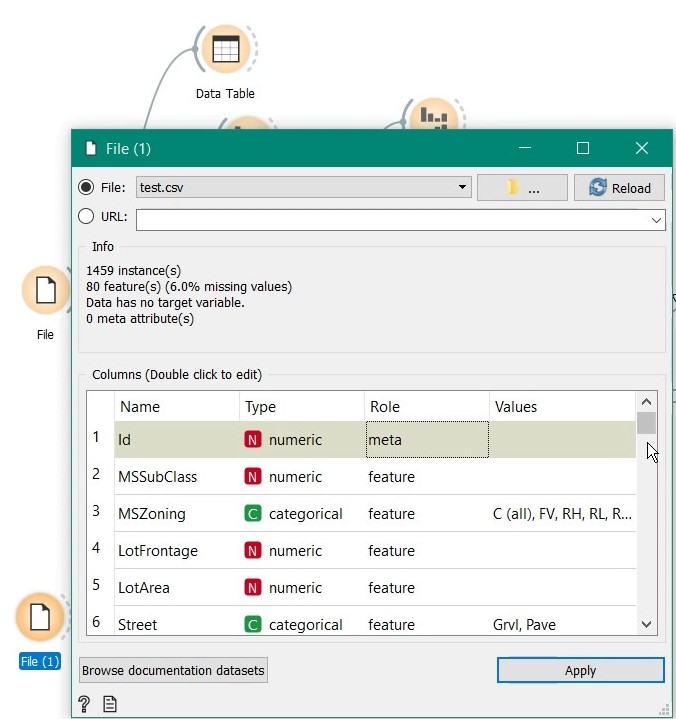 Data Table
File (1)
File: test.csv ... Reload
URL:
Info
1459 instance(s)
80 feature(s) (6.0% missing values)
Data has no target variable.
0 meta attribute(s)
File
Columns (Double click to edit)
Name Type Role Values
1 Id N numeric meta
2 MSSubClass N numeric feature
3 MSZoning C categorical feature C (all), FV, RH, RL, R...
4 LotFrontage N numeric feature
5 LotArea N numeric feature
6 Street C categorical feature Grvl, Pave
File (1)
Browse documentation datasets Apply
?